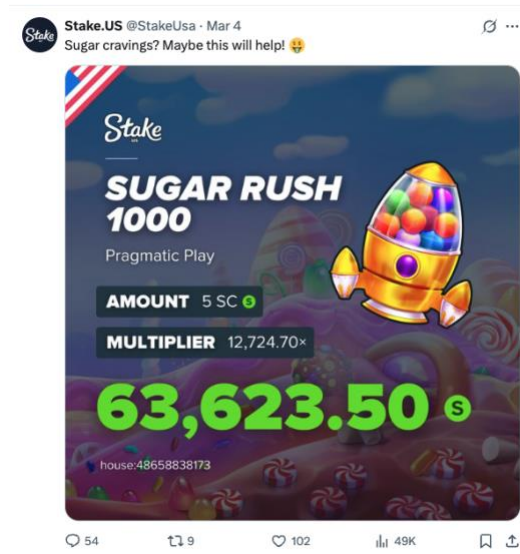 Stake
Stake.US @StakeUsa · Mar 4
Sugar cravings? Maybe this will help! 🤑
Stake
US
SUGAR RUSH
1000
Pragmatic Play
AMOUNT 5 SC S
MULTIPLIER 12,724.70×
63,623.50 S
house:48658838173
54 9 102 49K